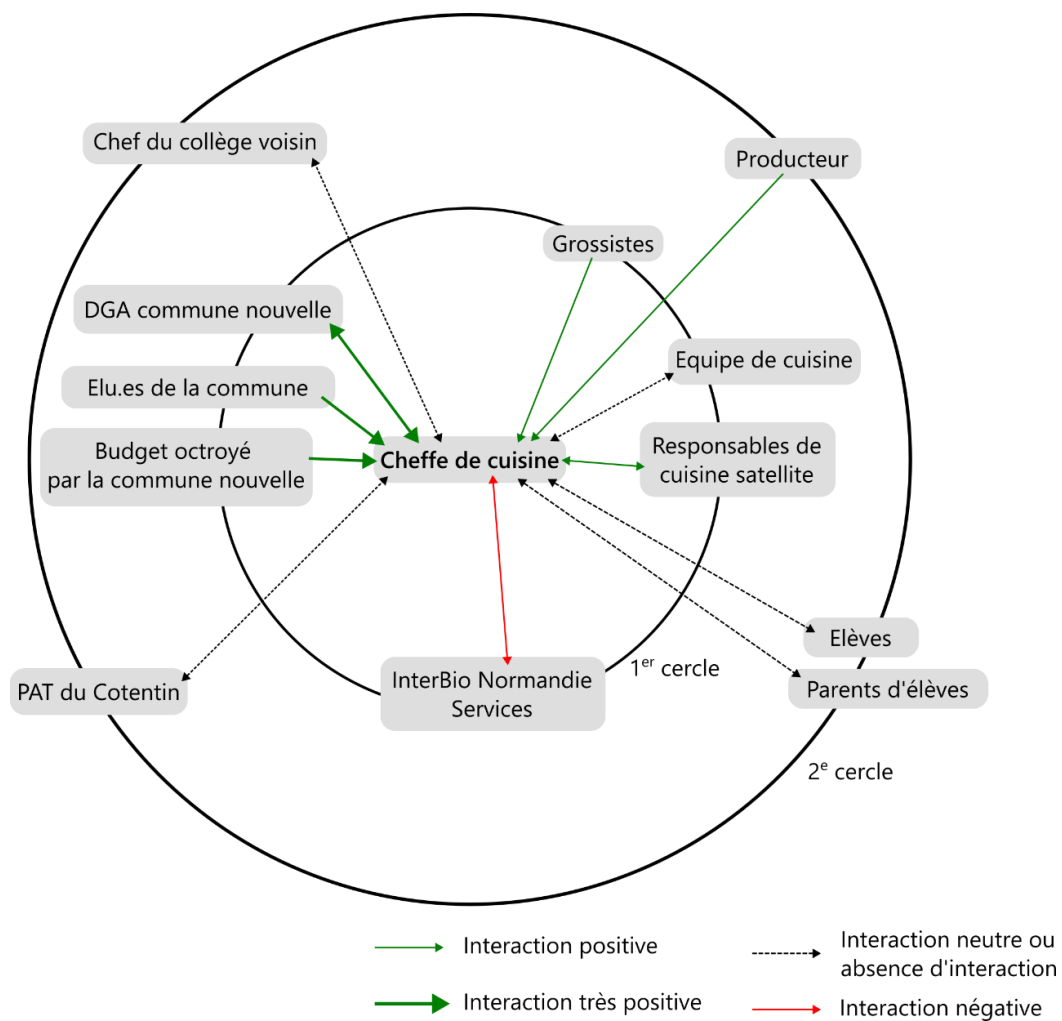 Chef du collège voisin
Producteur
Grossistes
DGA commune nouvelle
Equipe de cuisine
Elu.es de la commune
Budget octroyé
par la commune nouvelle
Cheffe de cuisine
Responsables de
cuisine satellite
Elèves
1er cercle
PAT du Cotentin
InterBio Normandie
Services
Parents d'élèves
2e cercle
Interaction positive
Interaction neutre ou
absence d'interaction
Interaction très positive
Interaction négative